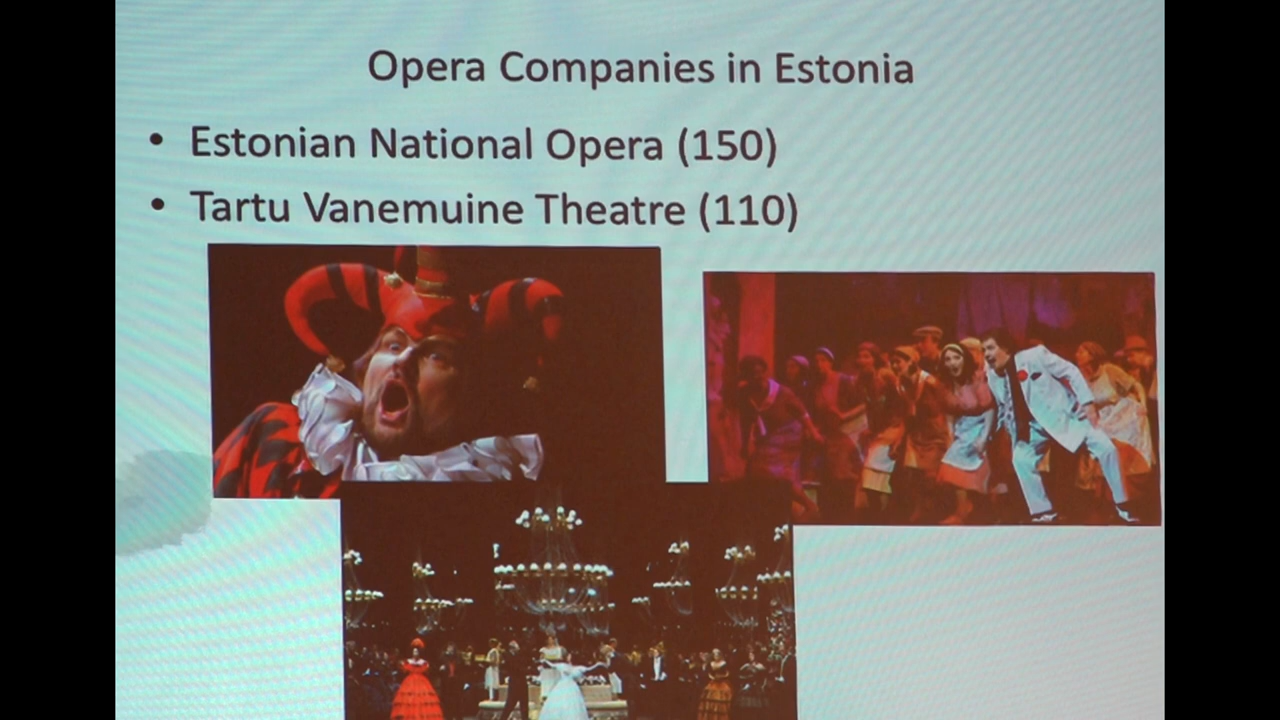 Opera Companies in Estonia
• Estonian National Opera (150)
• Tartu Vanemuine Theatre (110)